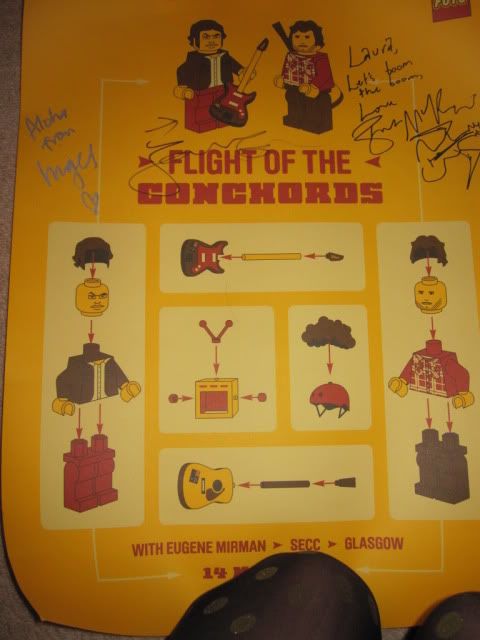 Laura,
Let's boom
the boom,
Love
Aloha
from
FLIGHT OF THE
CONCHORDS
WITH EUGENE MIRMAN ➤ SECC ➤ GLASGOW
14